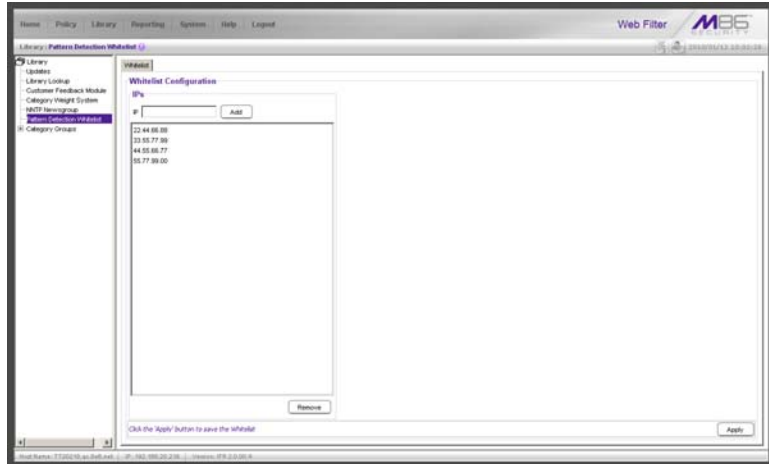 Home Policy Library Reporting System Help Logout
Web Filter
M86
SECURITY
Library: Pattern Detection Whitelist
Library
Updates
Library Lookup
Customer Feedback Module
Category Weight System
NNTP Newsgroup
Pattern Detection Whitelist
Category Groups
Whitelist
Whitelist Configuration
IPs
IP
Add
22.44.66.88
33.55.77.99
44.55.66.77
55.77.99.00
Remove
Click the 'Apply' button to save the Whitelist
Apply
Host Name: IP: